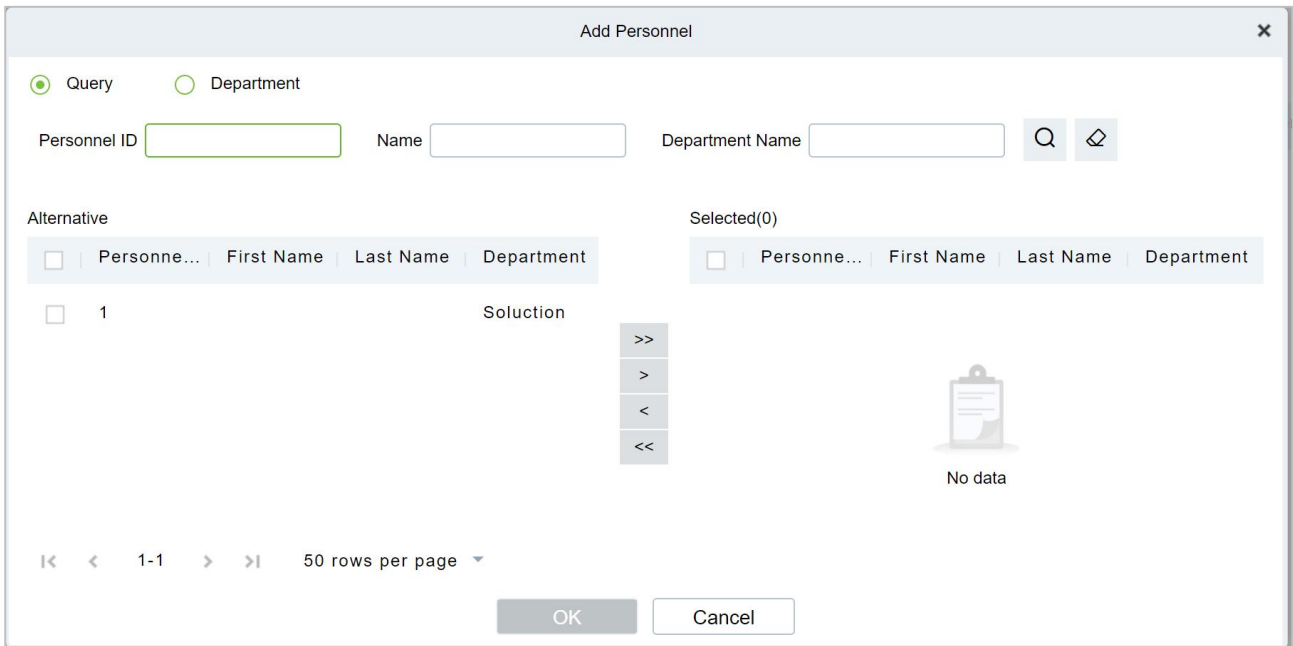 Add Personnel
Query Department
Personnel ID Name Department Name
Alternative Selected(0)
Personne... First Name Last Name Department Personne... First Name Last Name Department
1 Soluction
>>
>
<
<<
No data
1-1 50 rows per page
OK Cancel